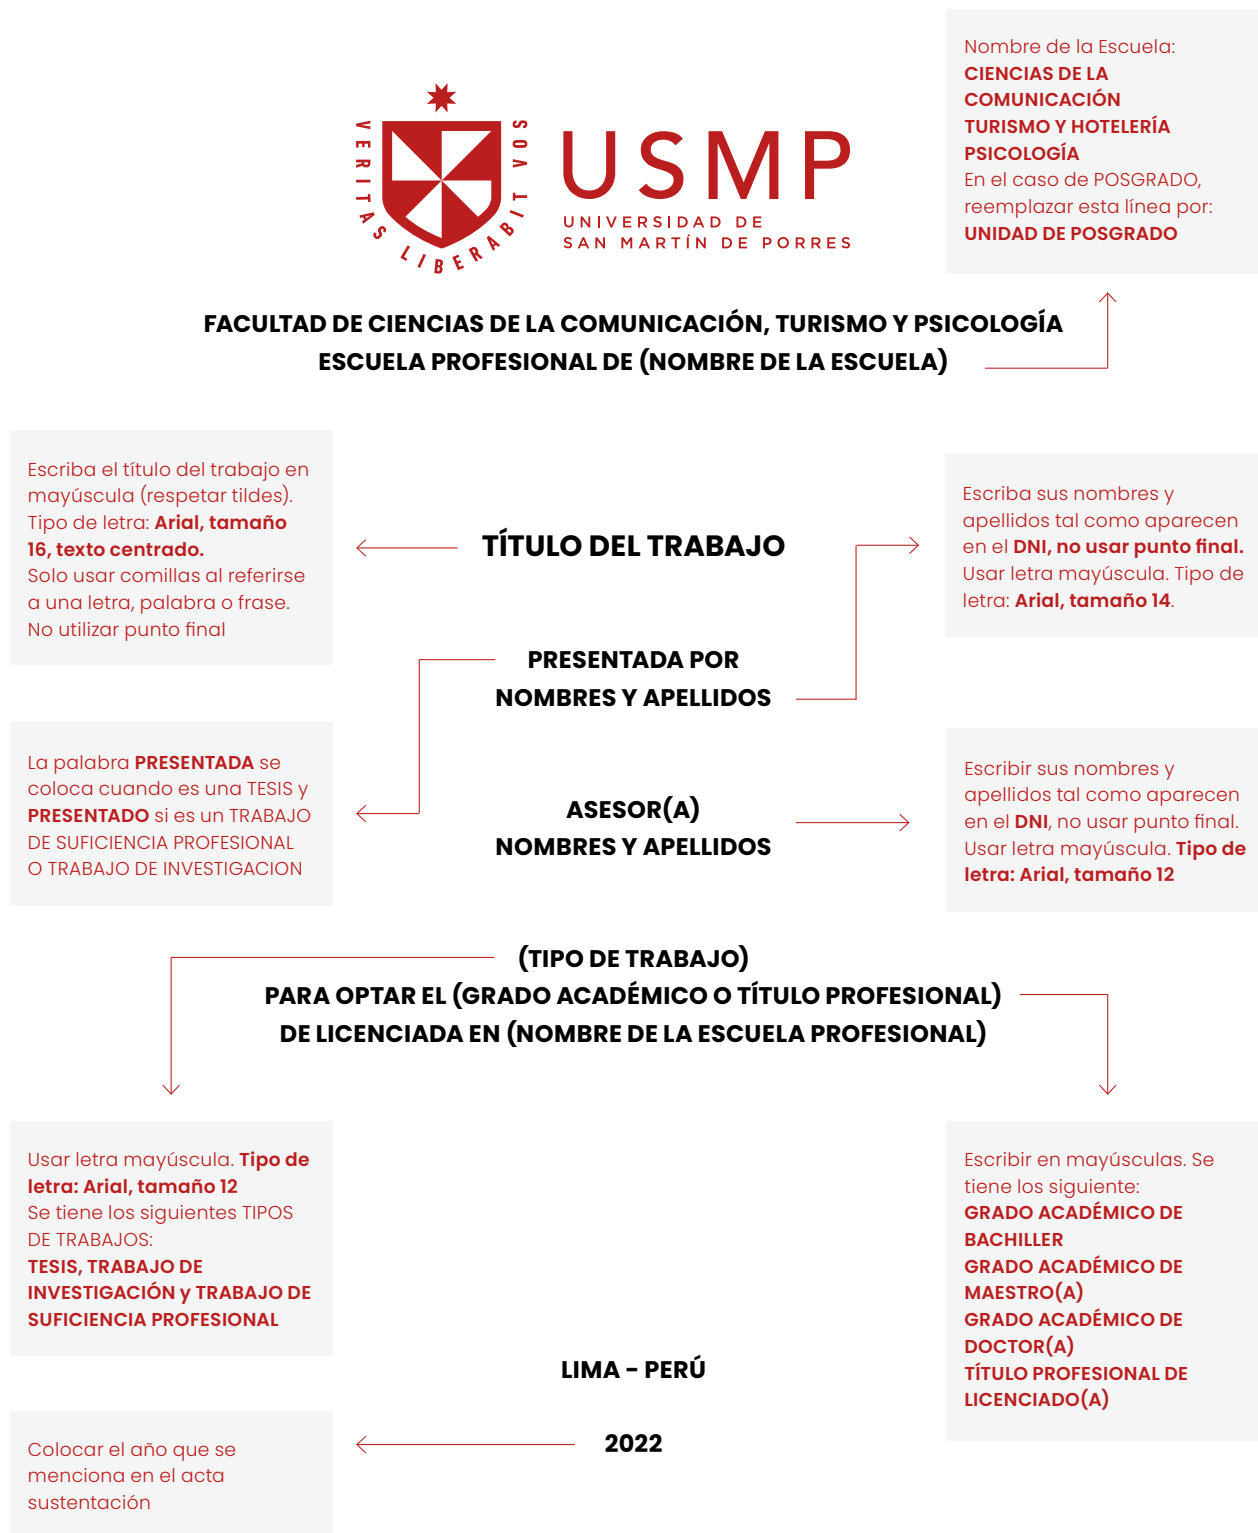 Nombre de la Escuela:
CIENCIAS DE LA
COMUNICACIÓN
TURISMO Y HOTELERÍA
PSICOLOGÍA
En el caso de POSGRADO,
reemplazar esta línea por:
UNIDAD DE POSGRADO
VERITAS LIBERABIT VOS
USMP
UNIVERSIDAD DE
SAN MARTÍN DE PORRES
FACULTAD DE CIENCIAS DE LA COMUNICACIÓN, TURISMO Y PSICOLOGÍA
ESCUELA PROFESIONAL DE (NOMBRE DE LA ESCUELA)
Escriba el título del trabajo en
mayúscula (respetar tildes).
Tipo de letra: Arial, tamaño
16, texto centrado.
Solo usar comillas al referirse
a una letra, palabra o frase.
No utilizar punto final
TÍTULO DEL TRABAJO
Escriba sus nombres y
apellidos tal como aparecen
en el DNI, no usar punto final.
Usar letra mayúscula. Tipo de
letra: Arial, tamaño 14.
PRESENTADA POR
NOMBRES Y APELLIDOS
La palabra PRESENTADA se
coloca cuando es una TESIS y
PRESENTADO si es un TRABAJO
DE SUFICIENCIA PROFESIONAL
O TRABAJO DE INVESTIGACION
ASESOR(A)
NOMBRES Y APELLIDOS
Escribir sus nombres y
apellidos tal como aparecen
en el DNI, no usar punto final.
Usar letra mayúscula. Tipo de
letra: Arial, tamaño 12
(TIPO DE TRABAJO)
PARA OPTAR EL (GRADO ACADÉMICO O TÍTULO PROFESIONAL)
DE LICENCIADA EN (NOMBRE DE LA ESCUELA PROFESIONAL)
Usar letra mayúscula. Tipo de
letra: Arial, tamaño 12
Se tiene los siguientes TIPOS
DE TRABAJOS:
TESIS, TRABAJO DE
INVESTIGACIÓN y TRABAJO DE
SUFICIENCIA PROFESIONAL
Escribir en mayúsculas. Se
tiene los siguiente:
GRADO ACADÉMICO DE
BACHILLER
GRADO ACADÉMICO DE
MAESTRO(A)
GRADO ACADÉMICO DE
DOCTOR(A)
TÍTULO PROFESIONAL DE
LICENCIADO(A)
LIMA - PERÚ
2022
Colocar el año que se
menciona en el acta
sustentación